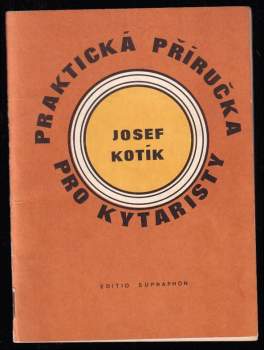 PRAKTICKÁ PŘÍRUČKA
JOSEF
KOTÍK
PRO KYTARISTY
EDITIO SUPRAPHON